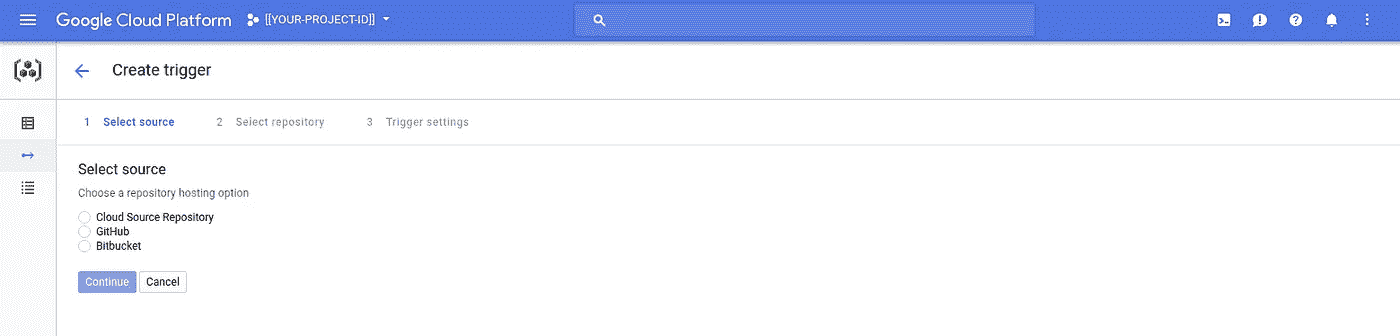 Google Cloud Platform [[YOUR-PROJECT-ID]]
Create trigger
1 Select source 2 Select repository 3 Trigger settings
Select source
Choose a repository hosting option
Cloud Source Repository
GitHub
Bitbucket
Continue Cancel